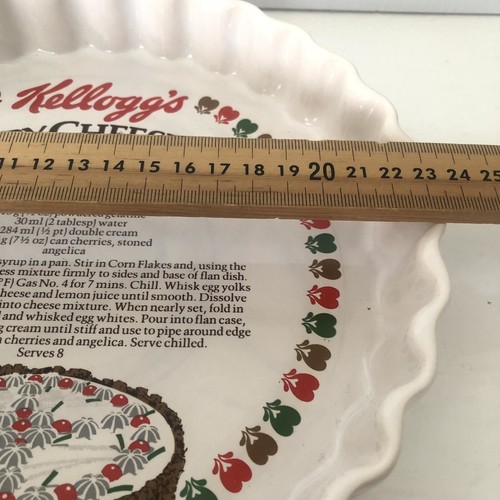 Kellogg's
CHEES
11 12 13 14 15 16 17 18 19 20 21 22 23 24 25
30 ml (2 tablesp) water
284 ml (½ pt) double cream
g (7½ oz) can cherries, stoned
angelica
syrup in a pan. Stir in Corn Flakes and, using the
ess mixture firmly to sides and base of flan dish.
°F) Gas No. 4 for 7 mins. Chill. Whisk egg yolks
cheese and lemon juice until smooth. Dissolve
into cheese mixture. When nearly set, fold in
l and whisked egg whites. Pour into flan case,
g cream until stiff and use to pipe around edge
cherries and angelica. Serve chilled.
Serves 8